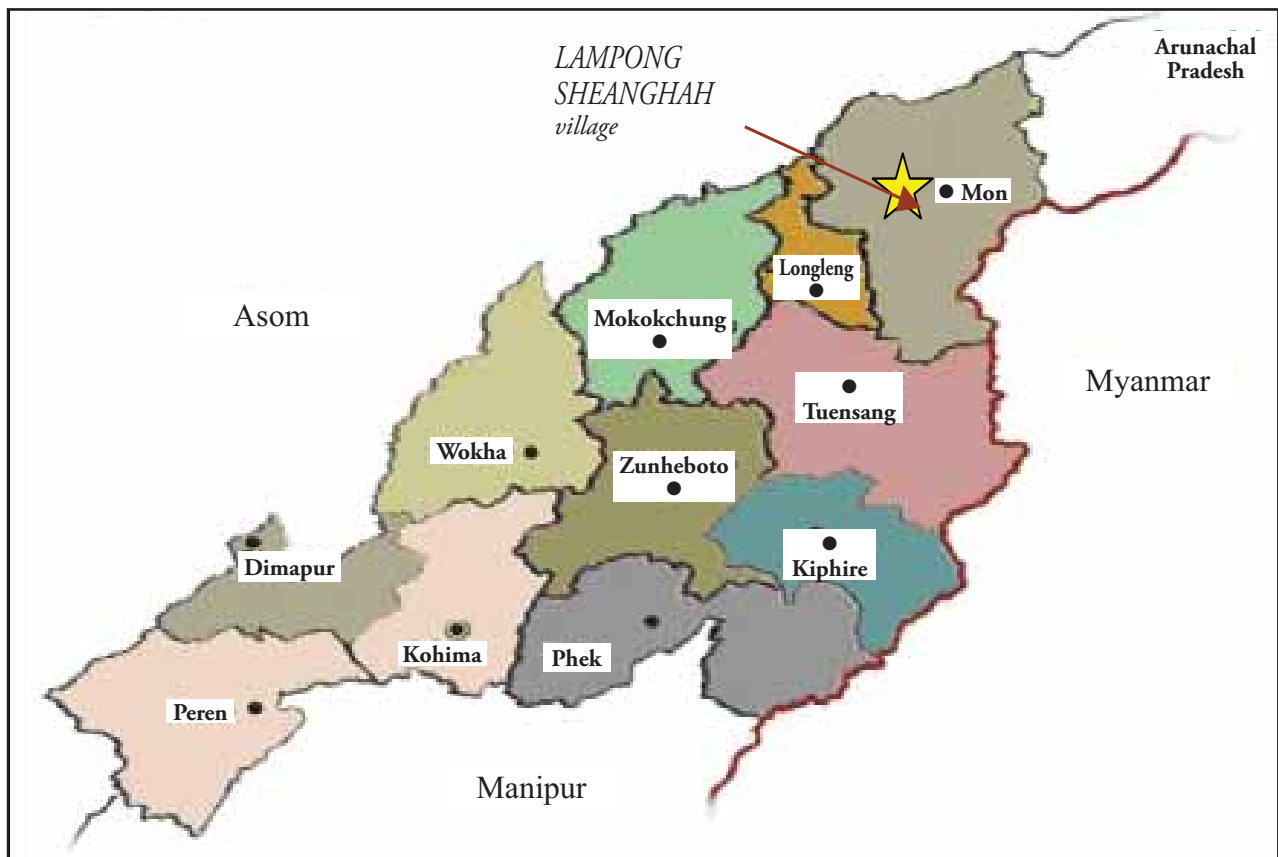 Arunachal
Pradesh
LAMPONG
SHEANGHAH
village
Mon
Longleng
Asom
Mokokchung
Myanmar
Tuensang
Wokha
Zunheboto
Dimapur
Kiphire
Kohima
Phek
Peren
Manipur